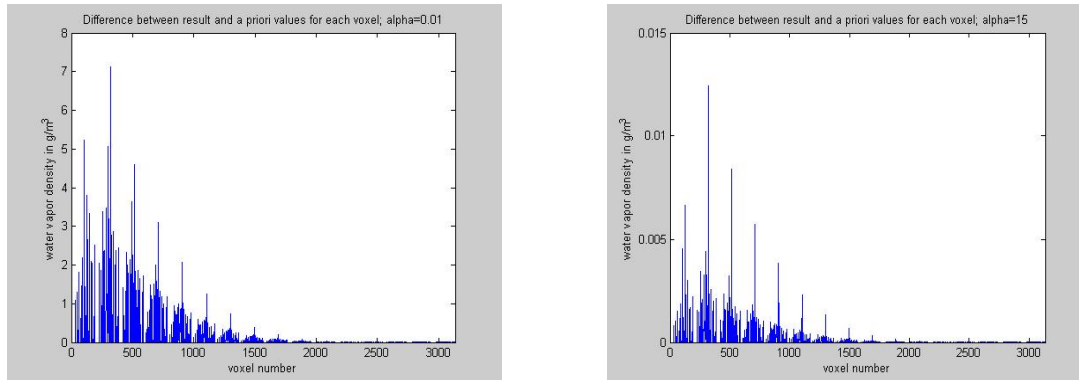 Difference between result and a priori values for each voxel; alpha=0.01
8
7
6
5
4
3
2
1
0
water vapor density in g/m³
0 500 1000 1500 2000 2500 3000
voxel number
Difference between result and a priori values for each voxel; alpha=15
0.015
0.01
0.005
0
water vapor density in g/m³
0 500 1000 1500 2000 2500 3000
voxel number